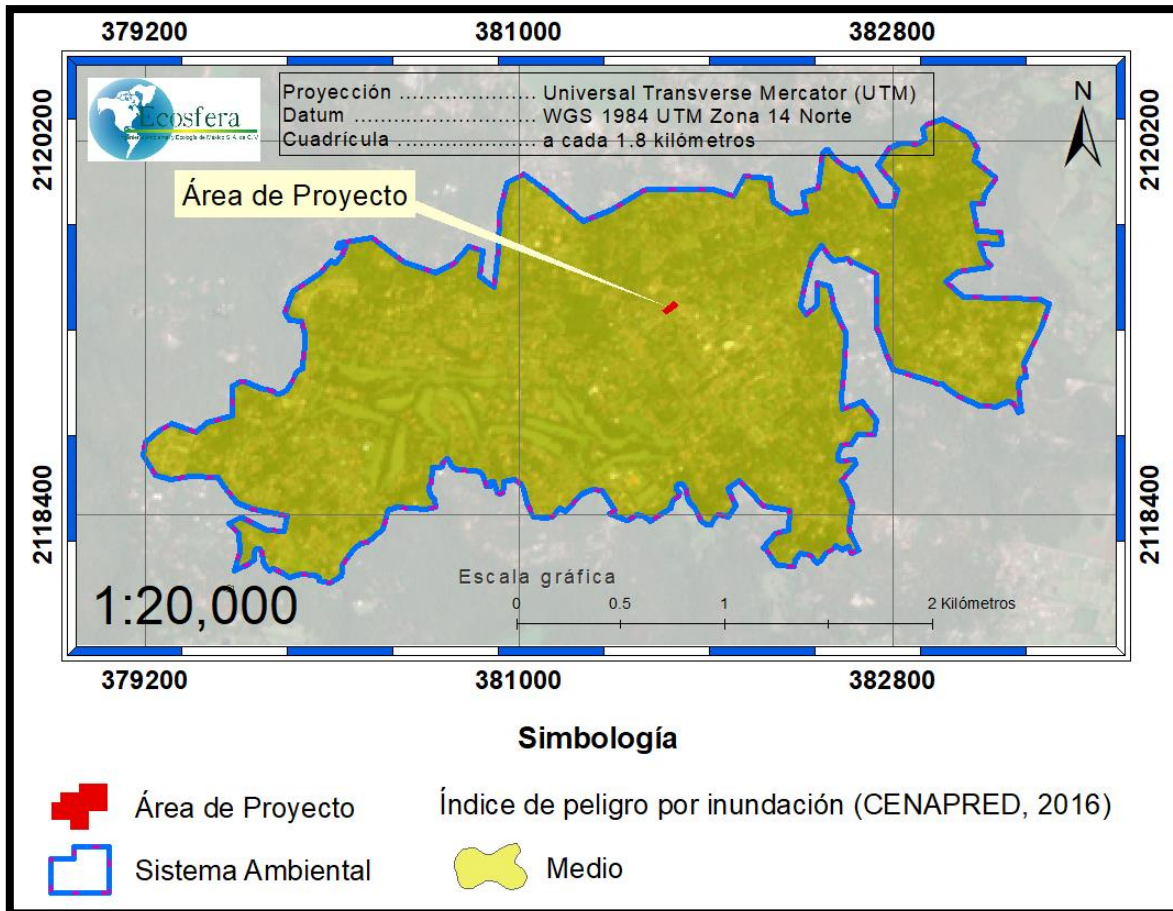 379200 381000 382800
2120200
2120200
Ecosfera
Proyección ...................... Universal Transverse Mercator (UTM)
Datum ............................ WGS 1984 UTM Zona 14 Norte
Cuadrícula ...................... a cada 1.8 kilómetros
N
Área de Proyecto
2118400
2118400
Escala gráfica
1:20,000
0 0.5 1 2 Kilómetros
379200 381000 382800
Simbología
Área de Proyecto
Índice de peligro por inundación (CENAPRED, 2016)
Sistema Ambiental
Medio